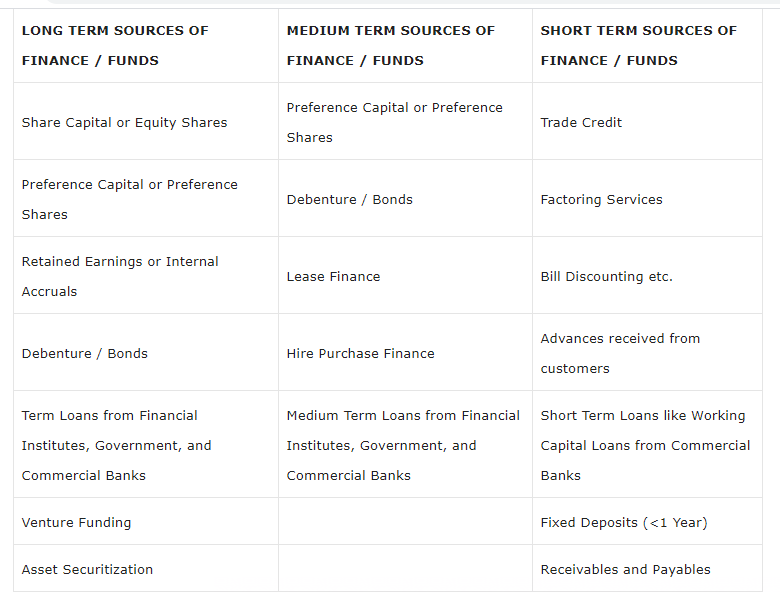 LONG TERM SOURCES OF
FINANCE / FUNDS
MEDIUM TERM SOURCES OF
FINANCE / FUNDS
SHORT TERM SOURCES OF
FINANCE / FUNDS
Share Capital or Equity Shares
Preference Capital or Preference
Shares
Trade Credit
Preference Capital or Preference
Shares
Debenture / Bonds
Factoring Services
Retained Earnings or Internal
Accruals
Lease Finance
Bill Discounting etc.
Debenture / Bonds
Hire Purchase Finance
Advances received from
customers
Term Loans from Financial
Institutes, Government, and
Commercial Banks
Medium Term Loans from Financial
Institutes, Government, and
Commercial Banks
Short Term Loans like Working
Capital Loans from Commercial
Banks
Venture Funding
Fixed Deposits (<1 Year)
Asset Securitization
Receivables and Payables